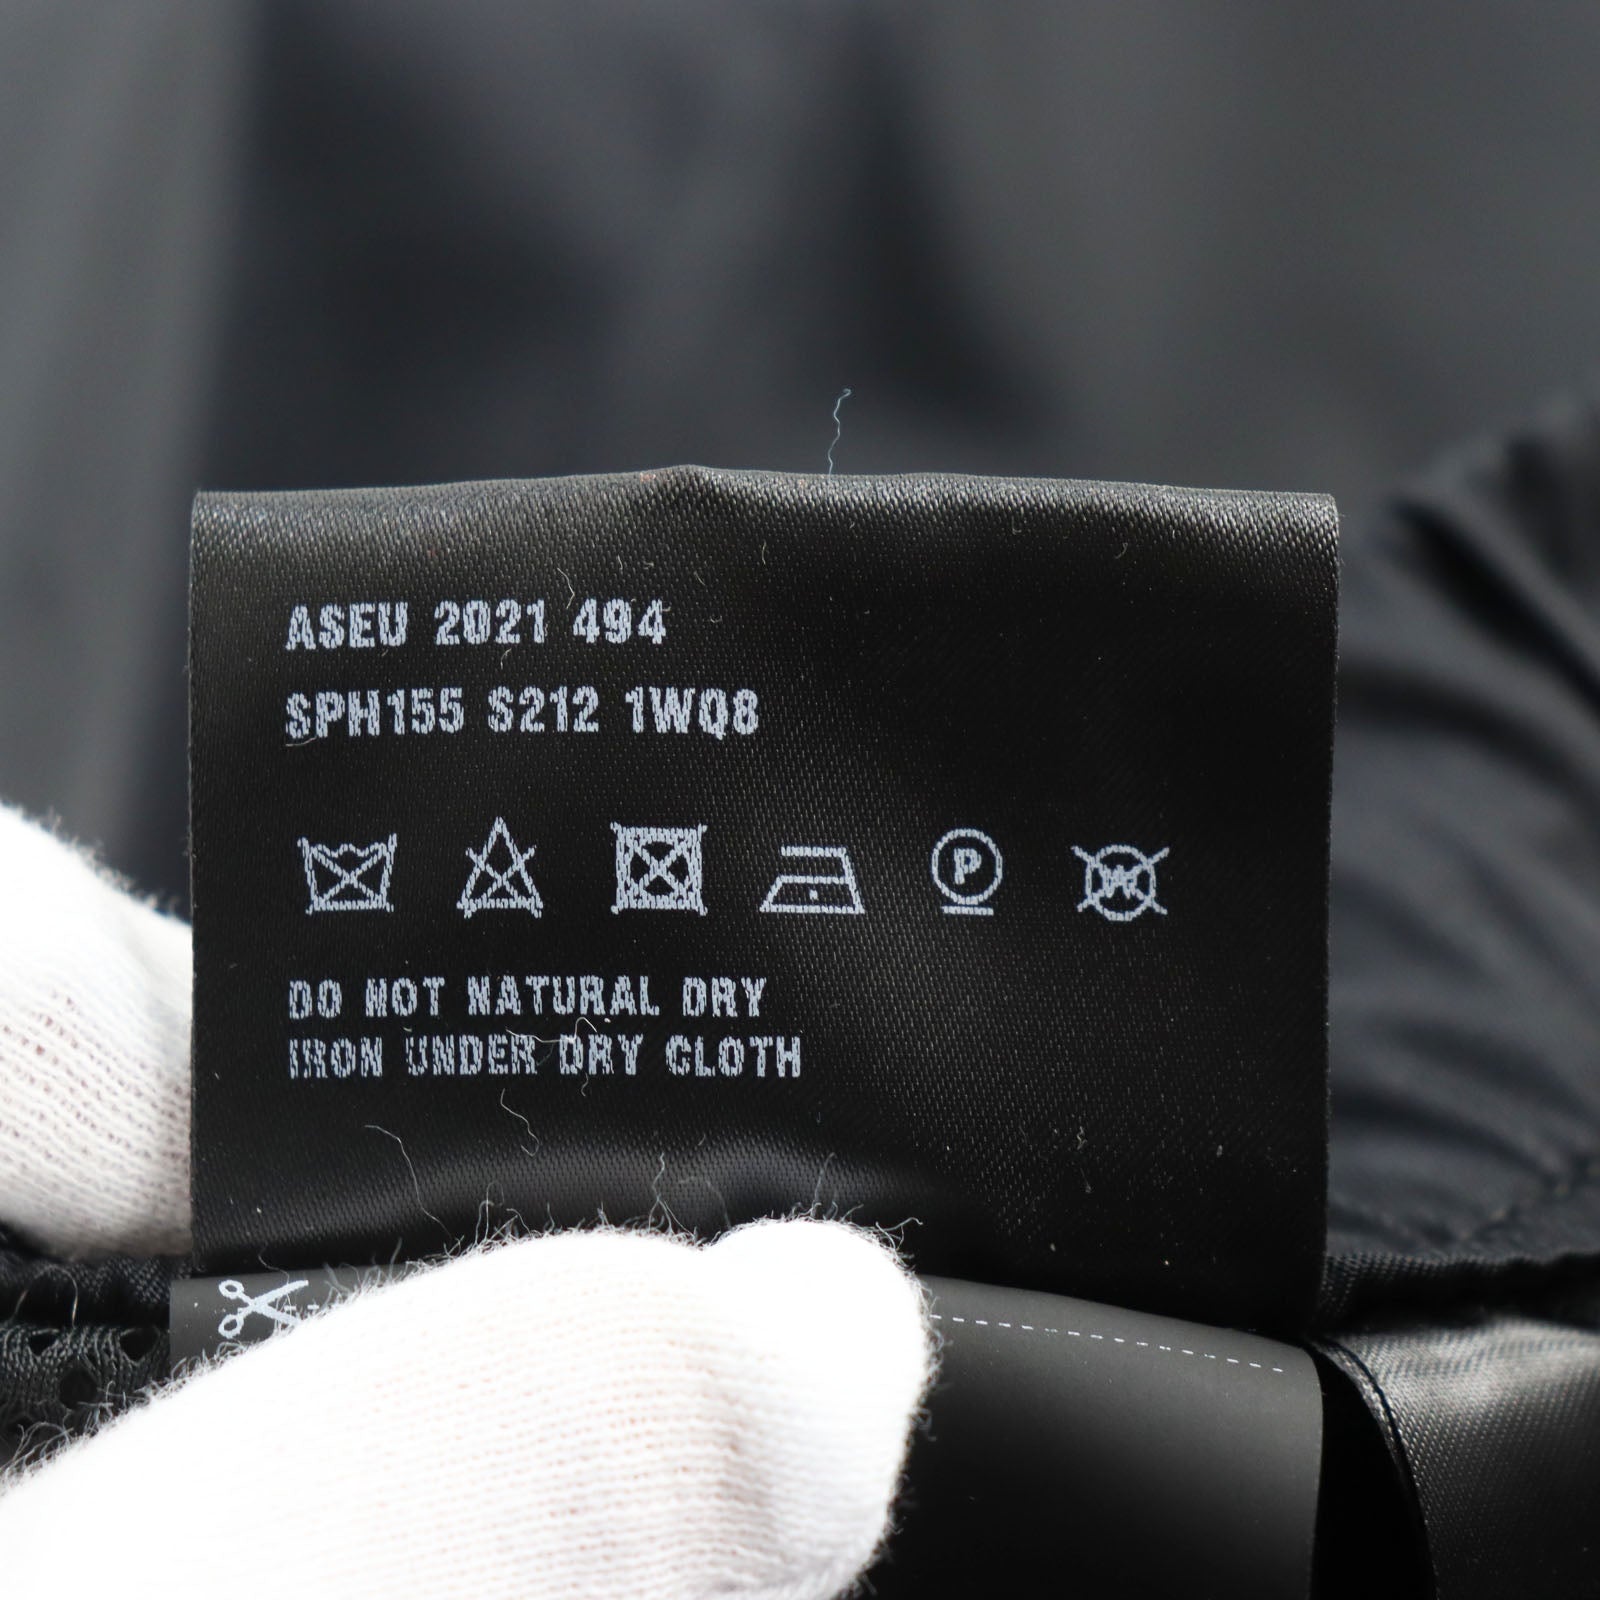 ASEU 2021 494
SPH155 S212 1WQ8
P W
DO NOT NATURAL DRY
IRON UNDER DRY CLOTH